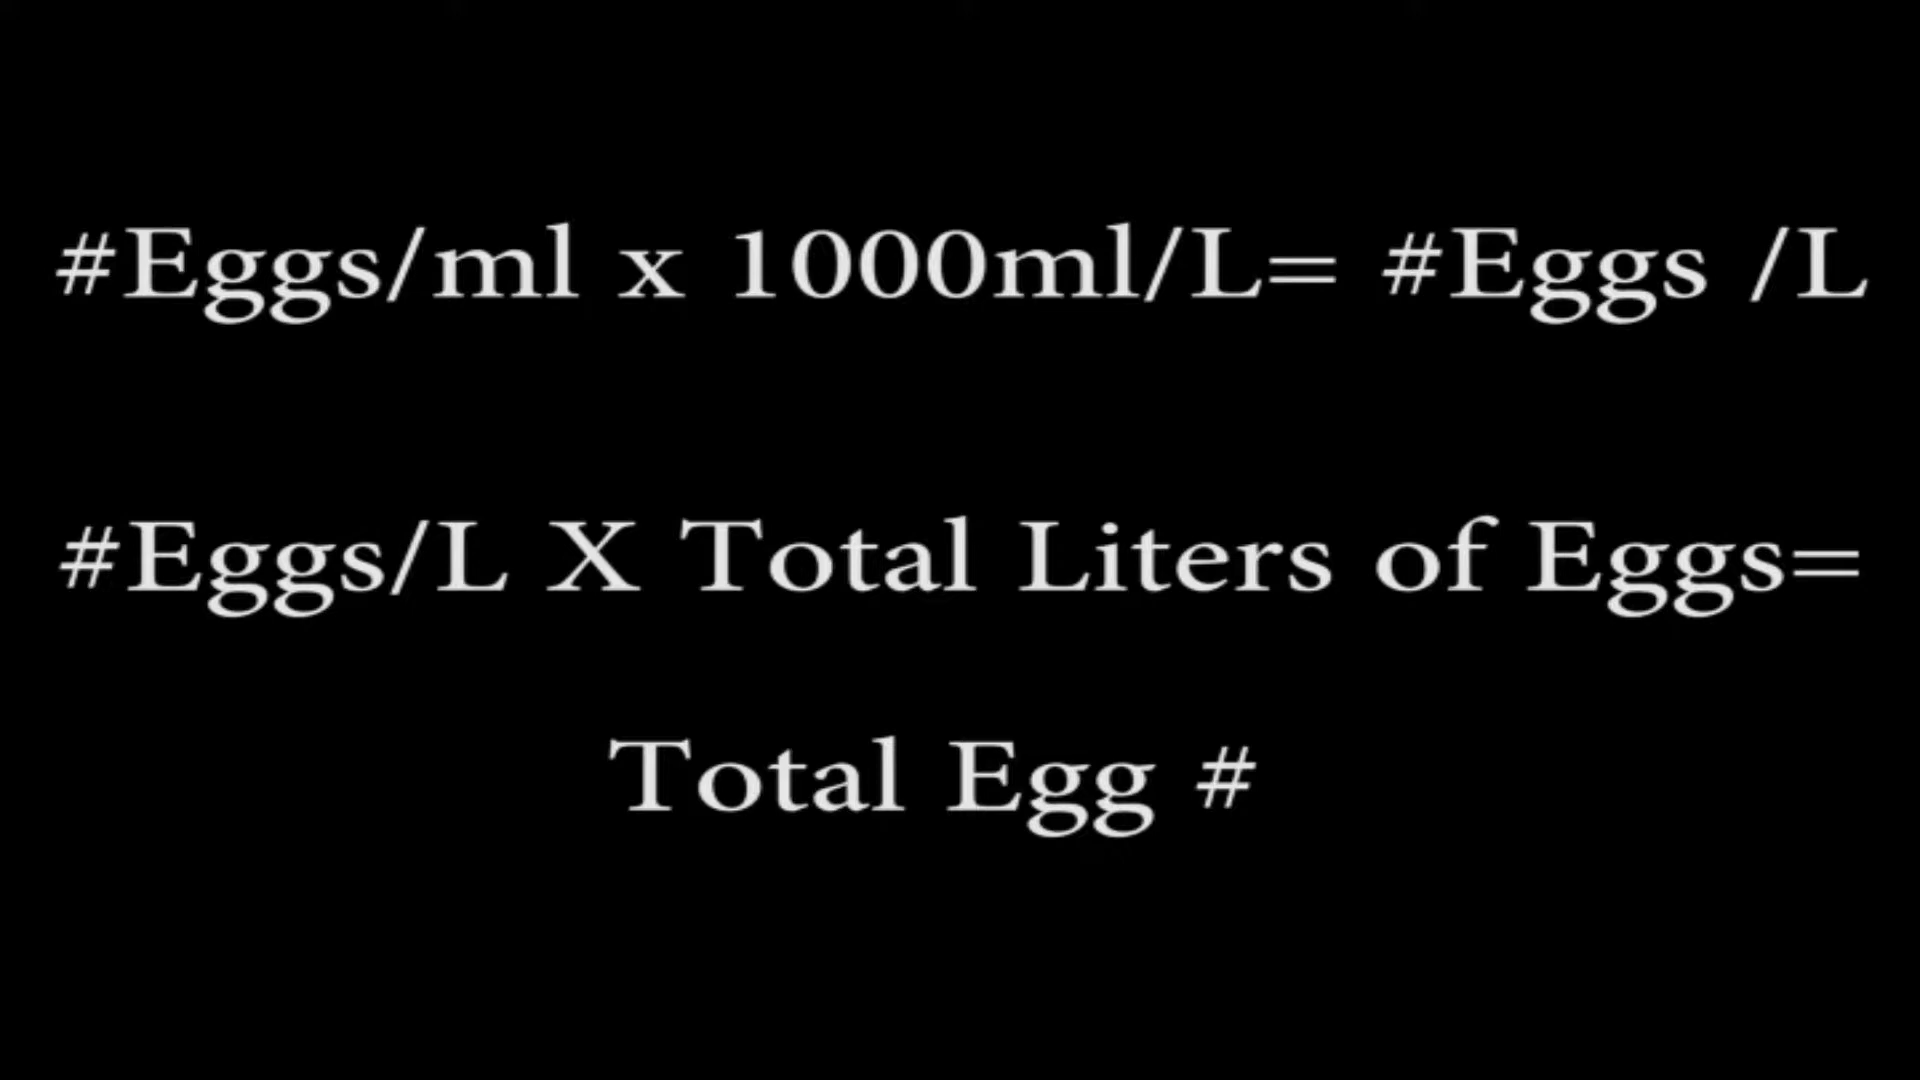 #Eggs/ml x 1000ml/L= #Eggs /L
#Eggs/L X Total Liters of Eggs=
Total Egg #